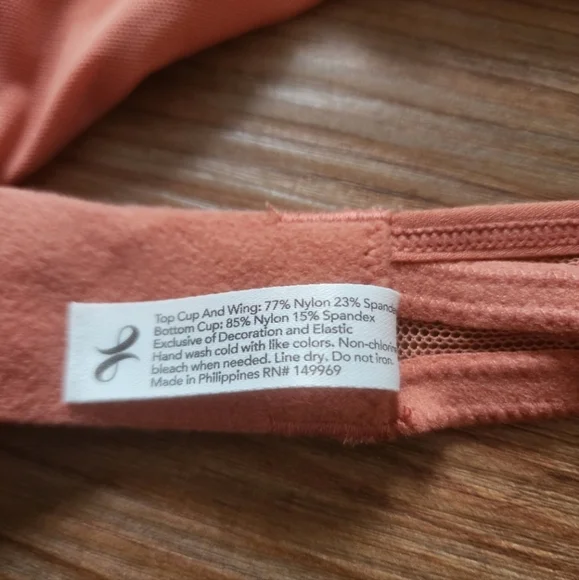 Top Cup And Wing: 77% Nylon 23% Spandex
Bottom Cup: 85% Nylon 15% Spandex
Exclusive of Decoration and Elastic
Hand wash cold with like colors. Non-chlorine
bleach when needed. Line dry. Do not iron.
Made in Philippines RN# 149969